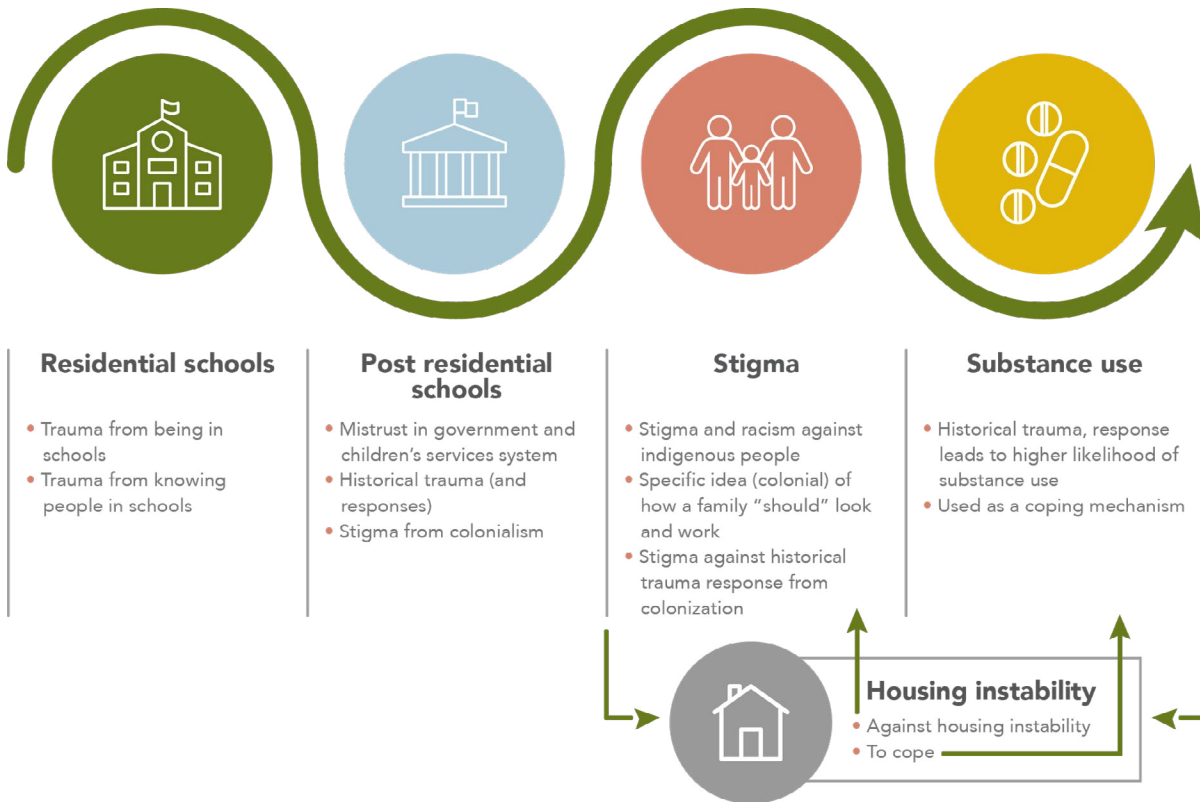 Residential schools
• Trauma from being in
schools
• Trauma from knowing
people in schools
Post residential
schools
• Mistrust in government and
children’s services system
• Historical trauma (and
responses)
• Stigma from colonialism
Stigma
• Stigma and racism against
indigenous people
• Specific idea (colonial) of
how a family “should” look
and work
• Stigma against historical
trauma response from
colonization
Substance use
• Historical trauma, response
leads to higher likelihood of
substance use
• Used as a coping mechanism
Housing instability
• Against housing instability
• To cope